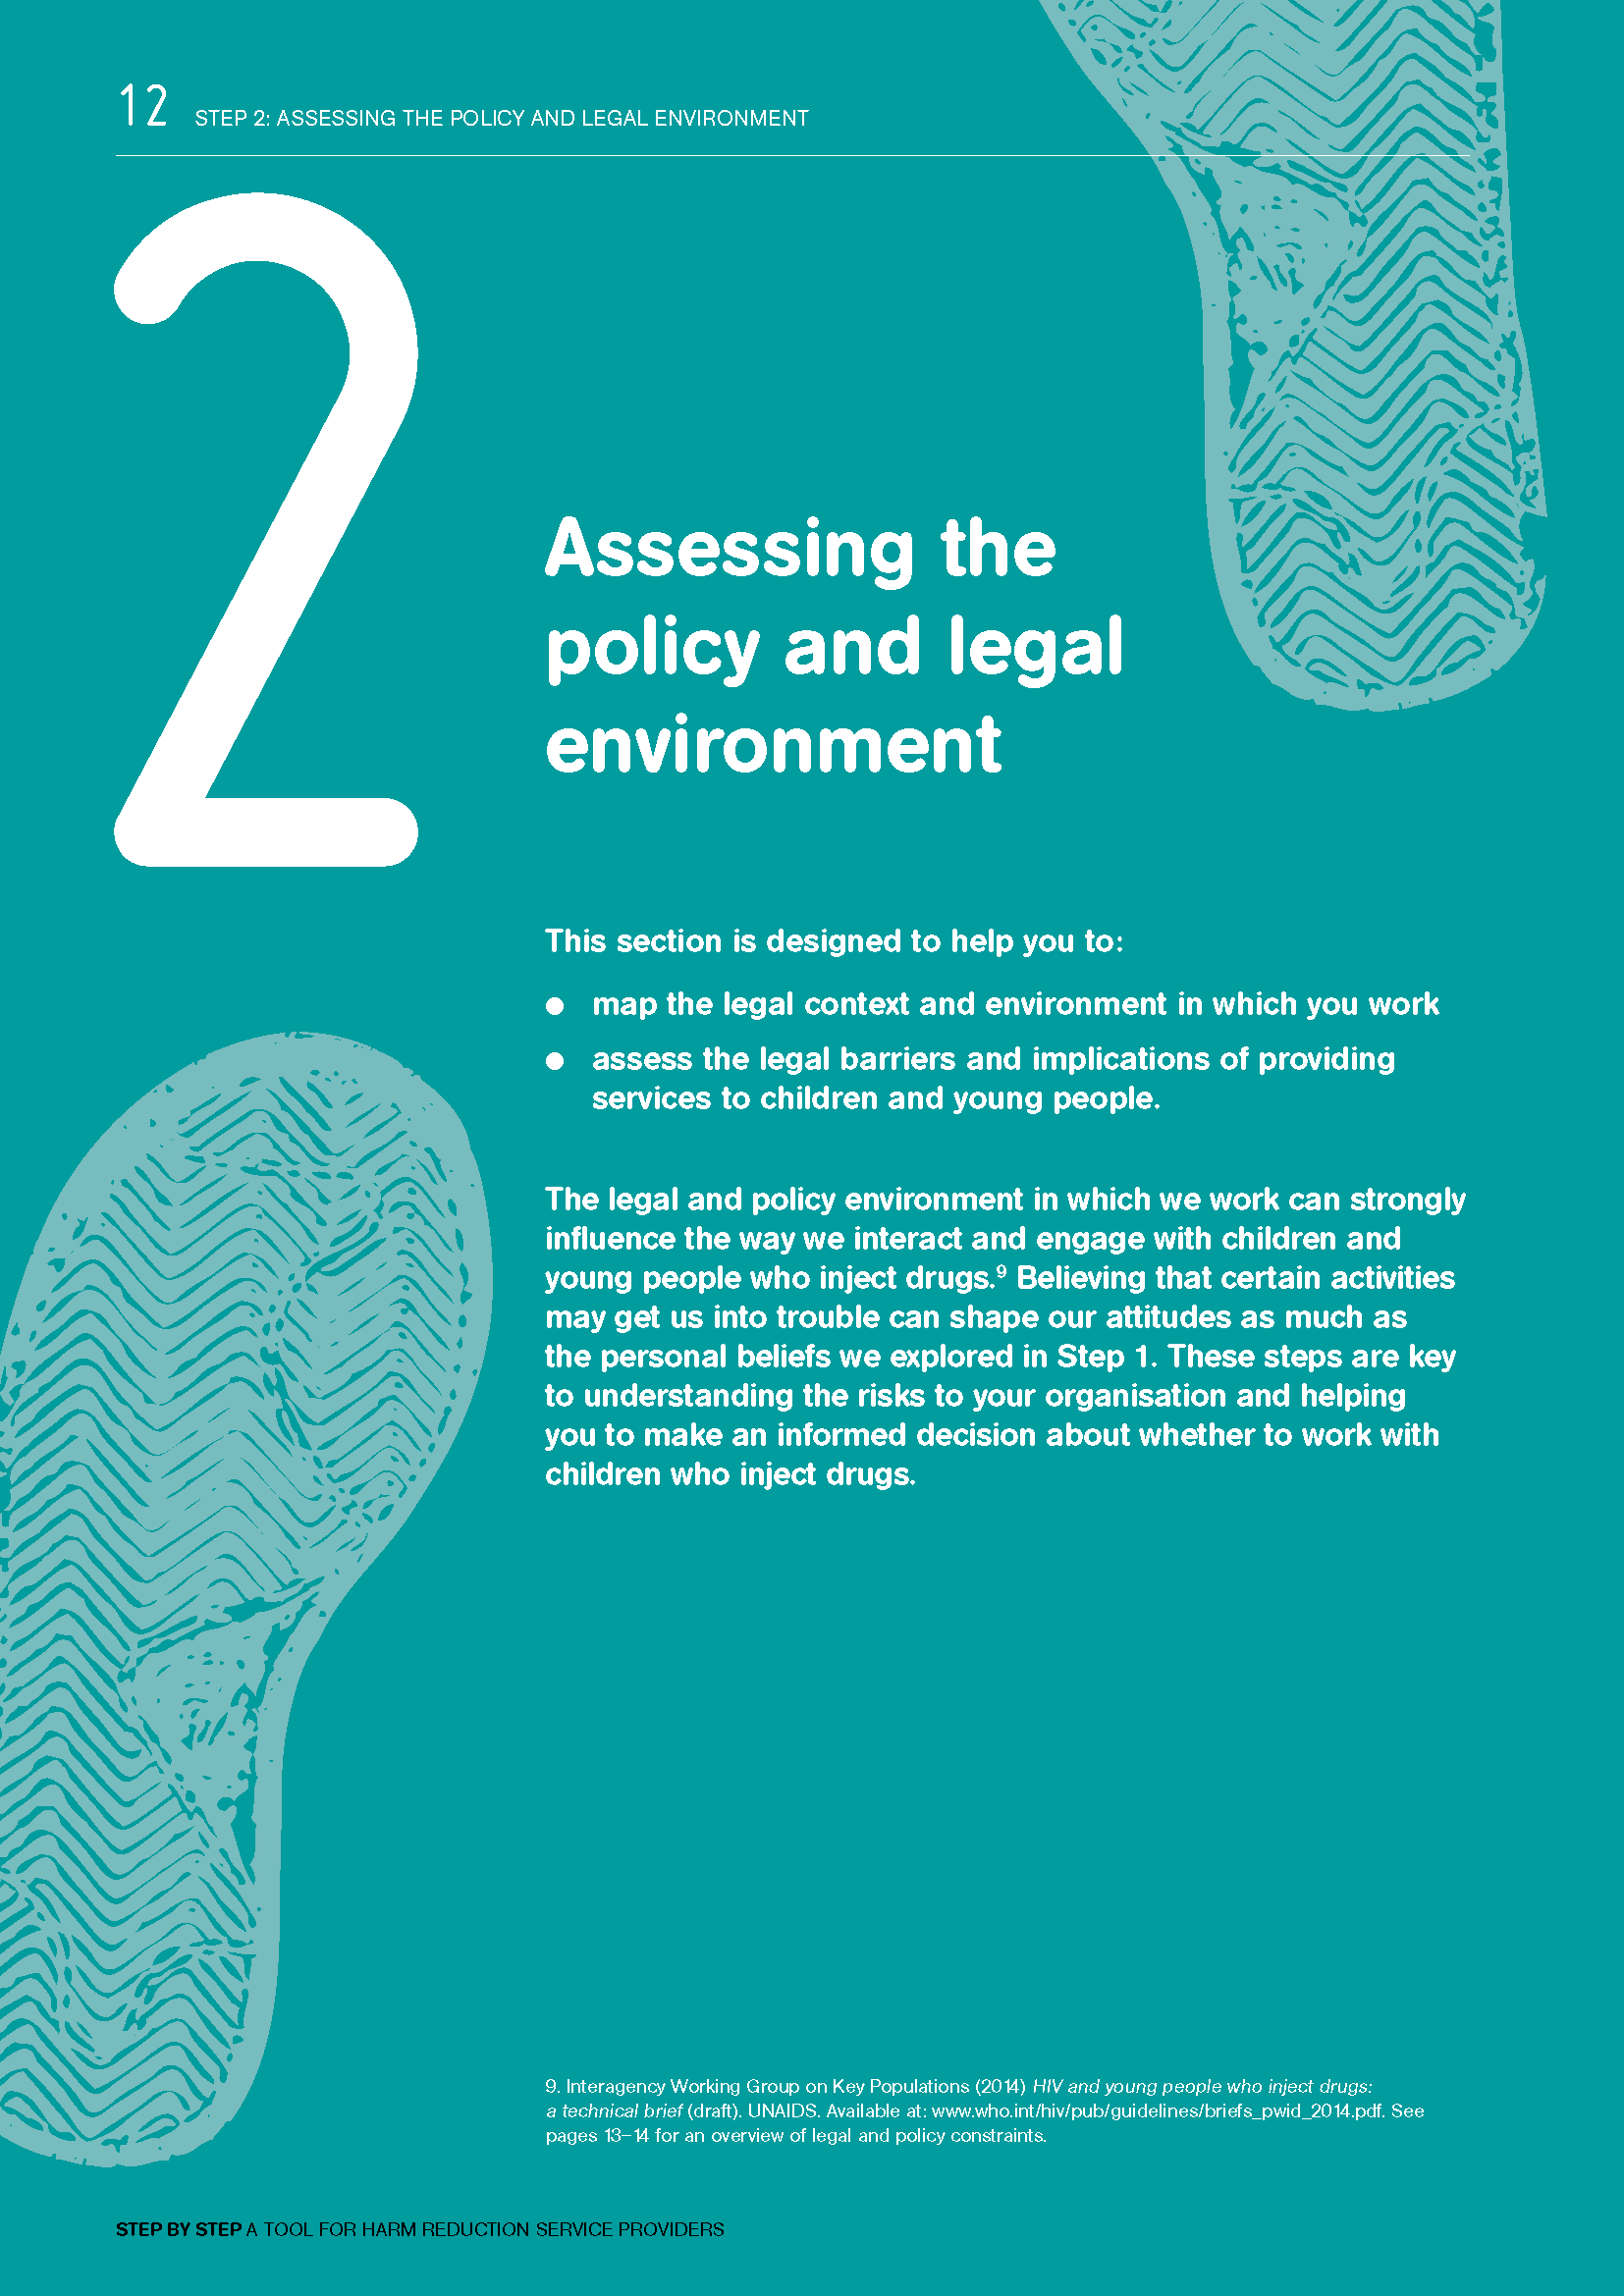 12 STEP 2: ASSESSING THE POLICY AND LEGAL ENVIRONMENT
2
Assessing the
policy and legal
environment
This section is designed to help you to:
● map the legal context and environment in which you work
● assess the legal barriers and implications of providing
services to children and young people.
The legal and policy environment in which we work can strongly
influence the way we interact and engage with children and
young people who inject drugs.⁹ Believing that certain activities
may get us into trouble can shape our attitudes as much as
the personal beliefs we explored in Step 1. These steps are key
to understanding the risks to your organisation and helping
you to make an informed decision about whether to work with
children who inject drugs.
9. Interagency Working Group on Key Populations (2014) HIV and young people who inject drugs:
a technical brief (draft). UNAIDS. Available at: www.who.int/hiv/pub/guidelines/briefs_pwid_2014.pdf. See
pages 13–14 for an overview of legal and policy constraints.
STEP BY STEP A TOOL FOR HARM REDUCTION SERVICE PROVIDERS